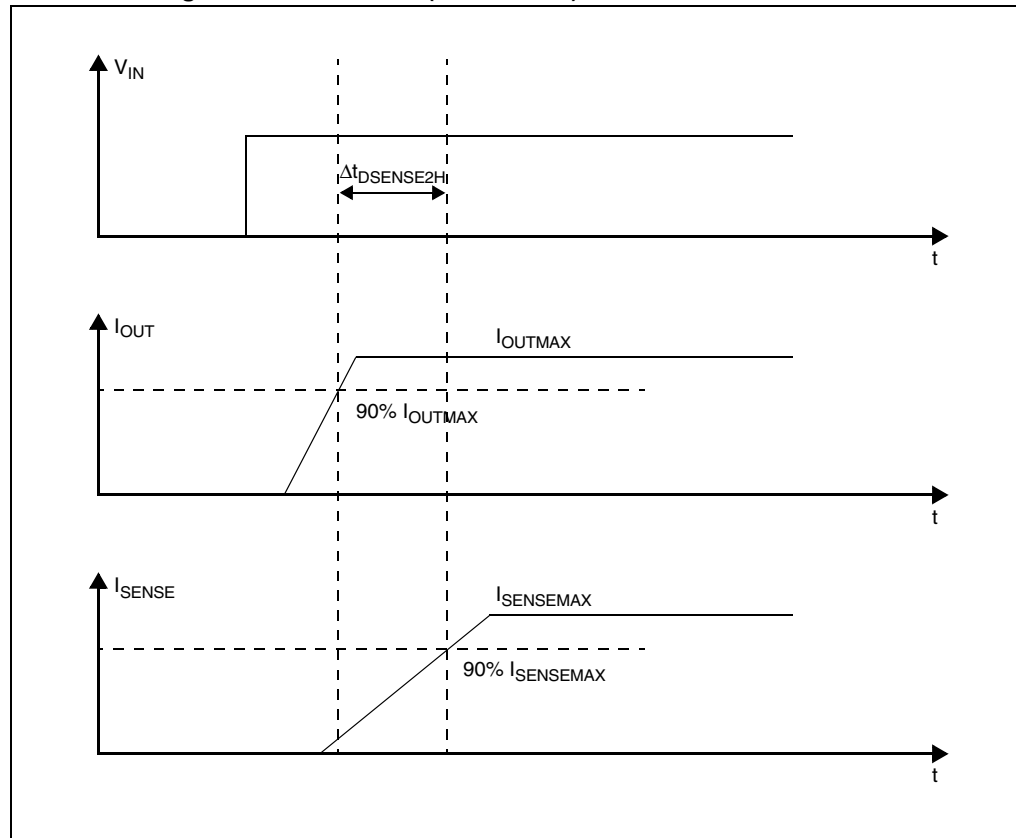 V_IN
Δt_DSENSE2H
t
I_OUT
I_OUTMAX
90% I_OUTMAX
t
I_SENSE
I_SENSEMAX
90% I_SENSEMAX
t